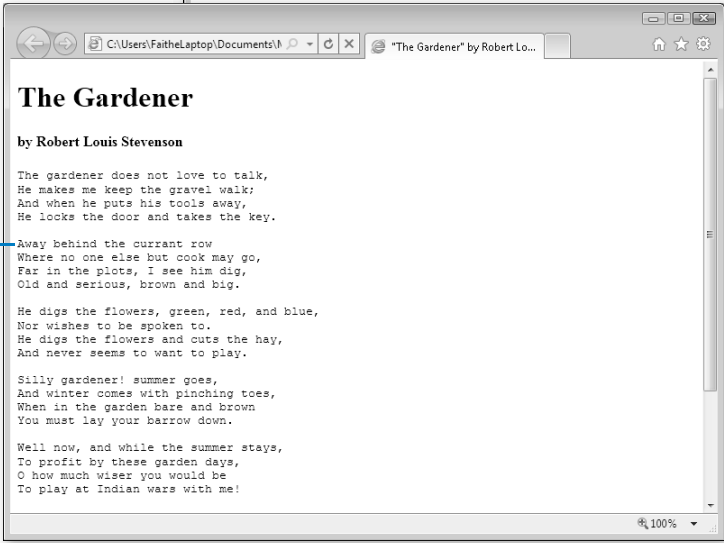 C:\Users\FaitheLaptop\Documents\
"The Gardener" by Robert Lo...
The Gardener
by Robert Louis Stevenson
The gardener does not love to talk,
He makes me keep the gravel walk;
And when he puts his tools away,
He locks the door and takes the key.
Away behind the currant row
Where no one else but cook may go,
Far in the plots, I see him dig,
Old and serious, brown and big.
He digs the flowers, green, red, and blue,
Nor wishes to be spoken to.
He digs the flowers and cuts the hay,
And never seems to want to play.
Silly gardener! summer goes,
And winter comes with pinching toes,
When in the garden bare and brown
You must lay your barrow down.
Well now, and while the summer stays,
To profit by these garden days,
O how much wiser you would be
To play at Indian wars with me!
100%